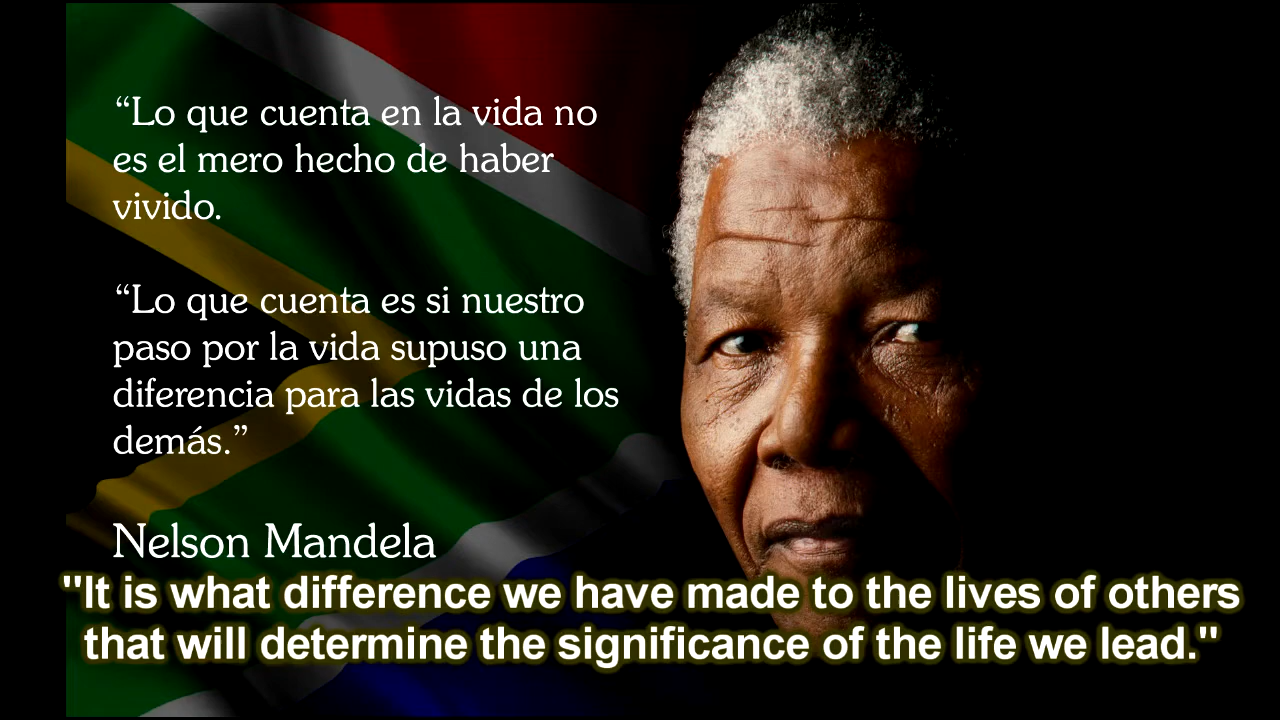 “Lo que cuenta en la vida no
es el mero hecho de haber
vivido.
“Lo que cuenta es si nuestro
paso por la vida supuso una
diferencia para las vidas de los
demás.”
Nelson Mandela
"It is what difference we have made to the lives of others
that will determine the significance of the life we lead."